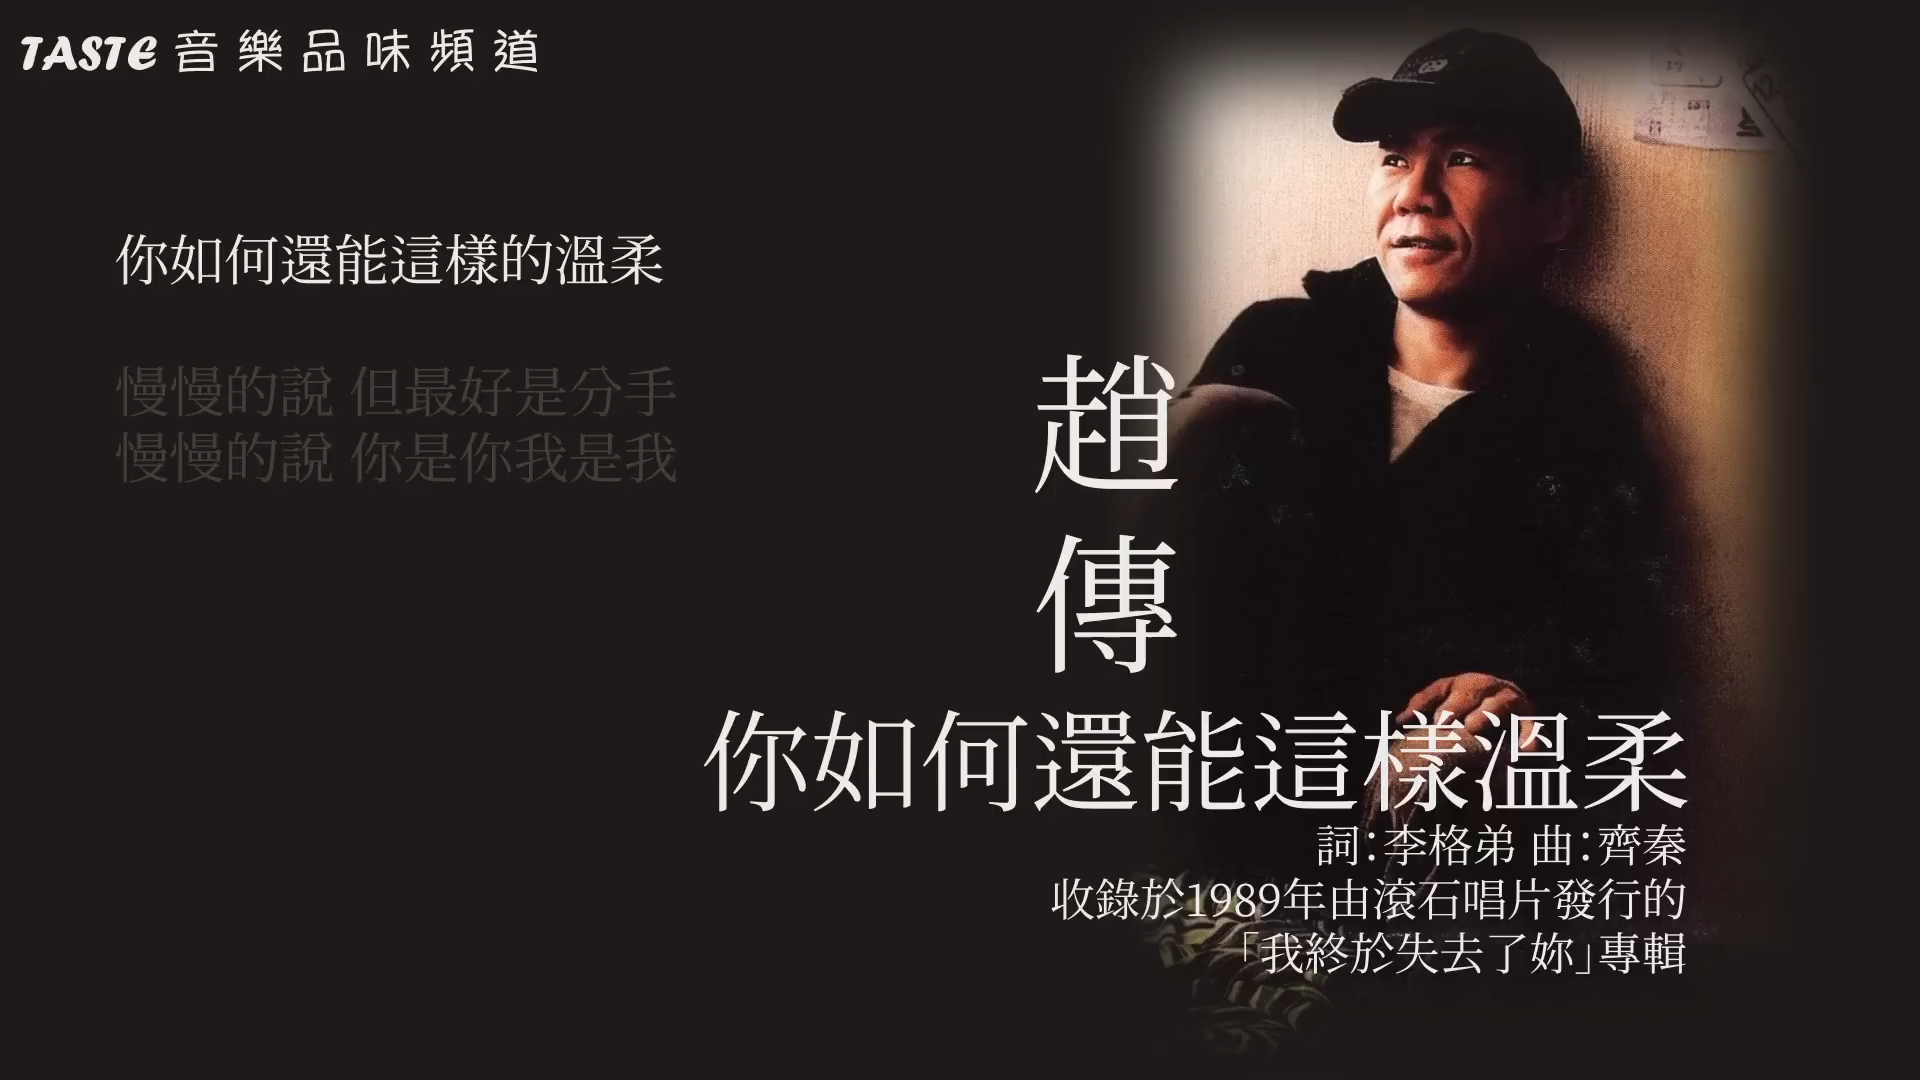 TASTE 音樂品味頻道
你如何還能這樣的溫柔
慢慢的說 但最好是分手
慢慢的說 你是你我是我
趙
傳
你如何還能這樣溫柔
詞:李格弟 曲:齊秦
收錄於1989年由滾石唱片發行的
「我終於失去了妳」專輯